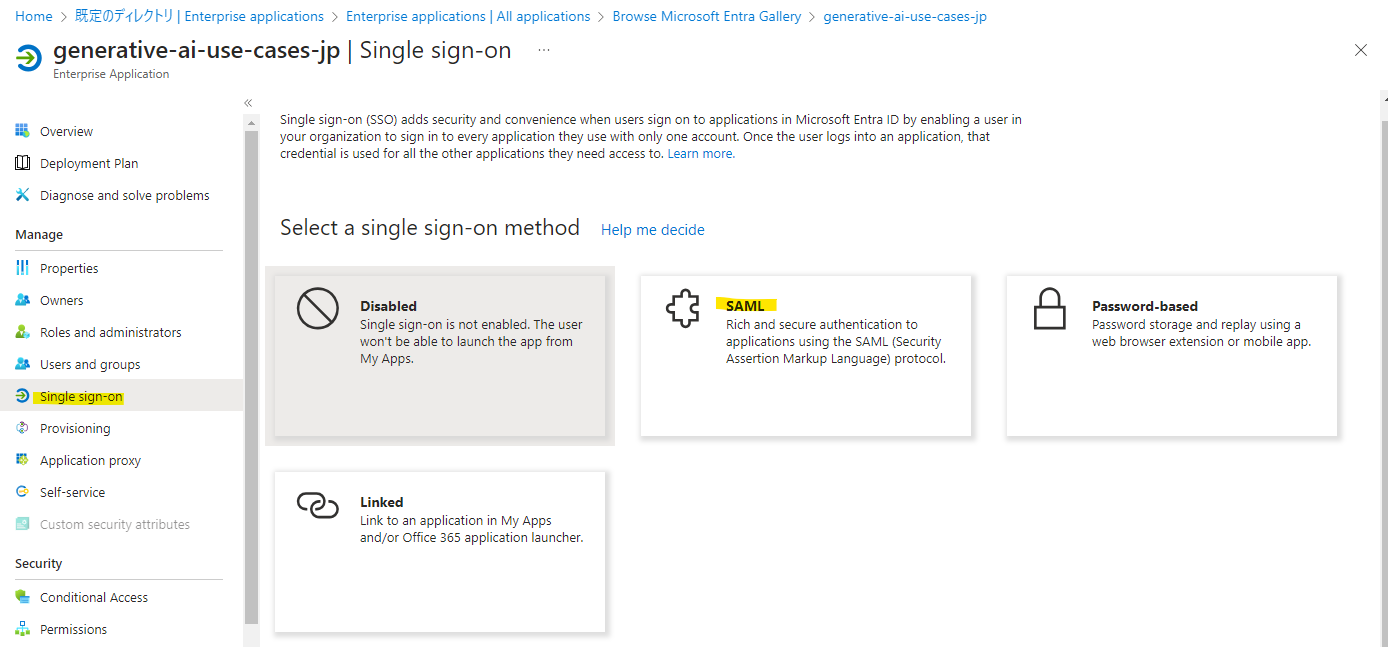 Home > 既定のディレクトリ | Enterprise applications > Enterprise applications | All applications > Browse Microsoft Entra Gallery > generative-ai-use-cases-jp
generative-ai-use-cases-jp | Single sign-on ...
Enterprise Application
Overview
Deployment Plan
Diagnose and solve problems
Manage
Properties
Owners
Roles and administrators
Users and groups
Single sign-on
Provisioning
Application proxy
Self-service
Custom security attributes
Security
Conditional Access
Permissions
Single sign-on (SSO) adds security and convenience when users sign on to applications in Microsoft Entra ID by enabling a user in
your organization to sign in to every application they use with only one account. Once the user logs into an application, that
credential is used for all the other applications they need access to. Learn more.
Select a single sign-on method Help me decide
Disabled
Single sign-on is not enabled. The user
won't be able to launch the app from
My Apps.
SAML
Rich and secure authentication to
applications using the SAML (Security
Assertion Markup Language) protocol.
Password-based
Password storage and replay using a
web browser extension or mobile app.
Linked
Link to an application in My Apps
and/or Office 365 application launcher.